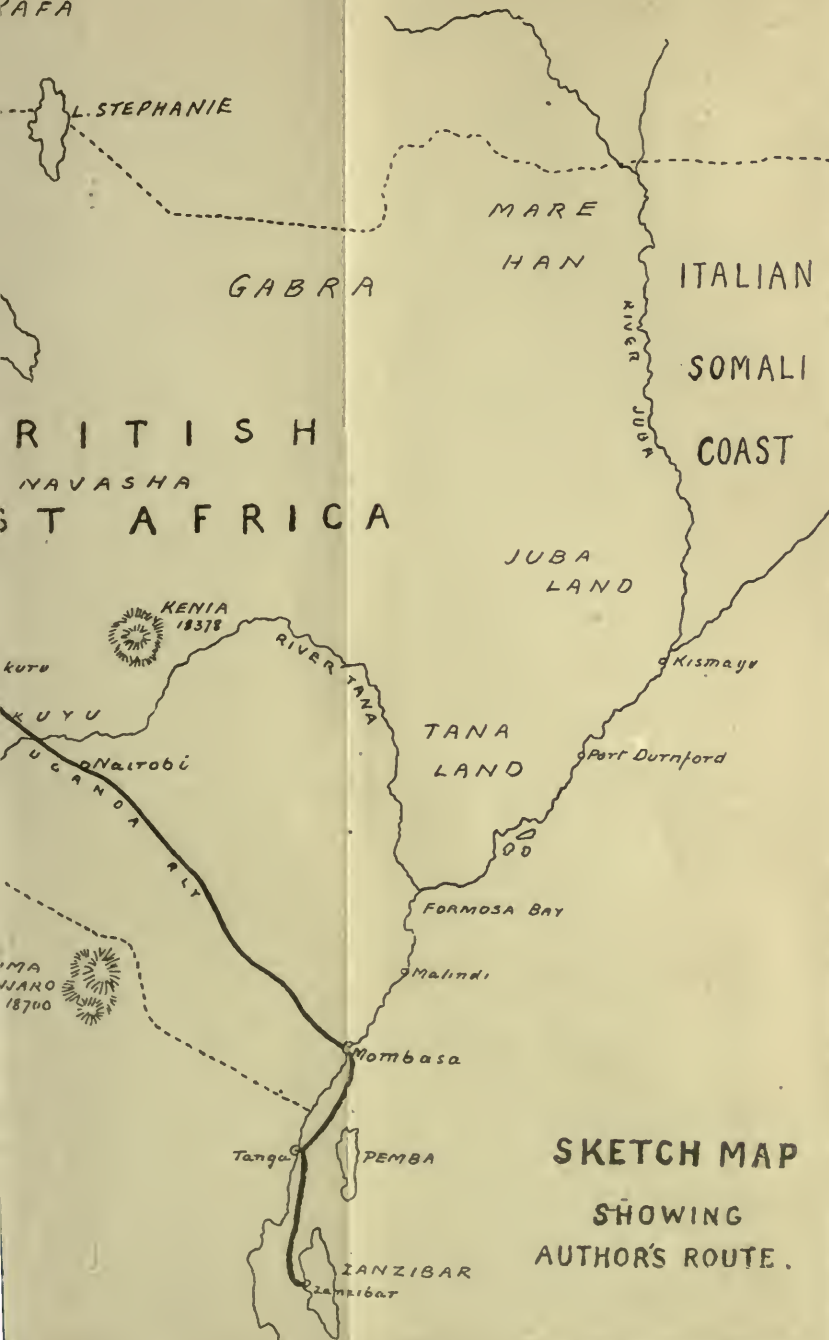 KAFA
L. STEPHANIE
MARE
HAN
GABRA
ITALIAN
SOMALI
COAST
RIVER JUBA
RITISH
NAVASHA
ST AFRICA
JUBA
LAND
KENIA
18378
RIVER TANA
kuru
Kismayu
KUYU
TANA
LAND
Port Durnford
Nairobi
UGANDA RLY
FORMOSA BAY
Malindi
IMA
NJARO
18700
Mombasa
Tanga
PEMBA
SKETCH MAP
SHOWING
AUTHOR'S ROUTE.
ZANZIBAR
Zanzibar